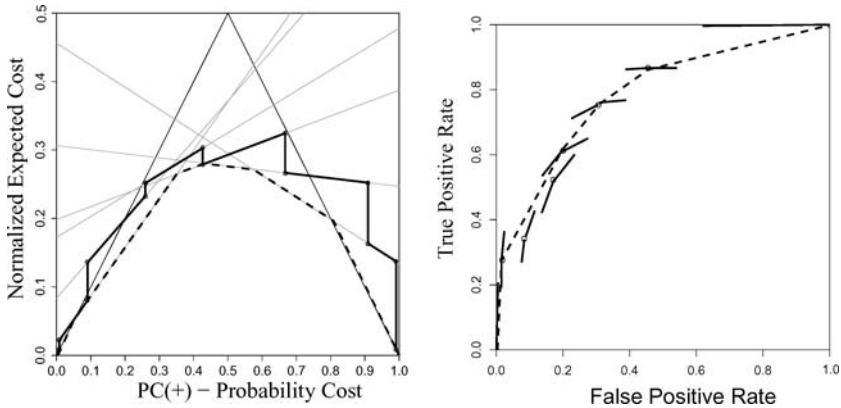 Normalized Expected Cost
0.5
0.4
0.3
0.2
0.1
0.0
0.0 0.1 0.2 0.3 0.4 0.5 0.6 0.7 0.8 0.9 1.0
PC(+) − Probability Cost
True Positive Rate
1.0
0.8
0.6
0.4
0.2
0.0
0.0 0.2 0.4 0.6 0.8 1.0
False Positive Rate